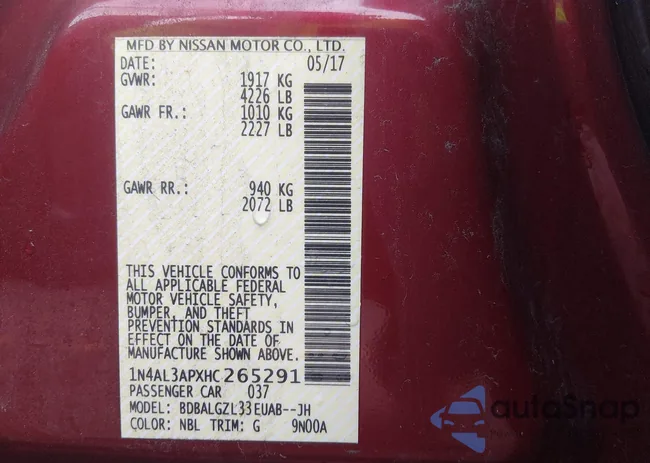 MFD BY NISSAN MOTOR CO., LTD.
DATE: 05/17
GVWR: 1917 KG
4226 LB
GAWR FR.: 1010 KG
2227 LB
GAWR RR.: 940 KG
2072 LB
THIS VEHICLE CONFORMS TO
ALL APPLICABLE FEDERAL
MOTOR VEHICLE SAFETY,
BUMPER, AND THEFT
PREVENTION STANDARDS IN
EFFECT ON THE DATE OF
MANUFACTURE SHOWN ABOVE.
1N4AL3APXHC265291
PASSENGER CAR 037
MODEL: BDBALGZL33EUAB--JH
COLOR: NBL TRIM: G 9N00A
autoSnap